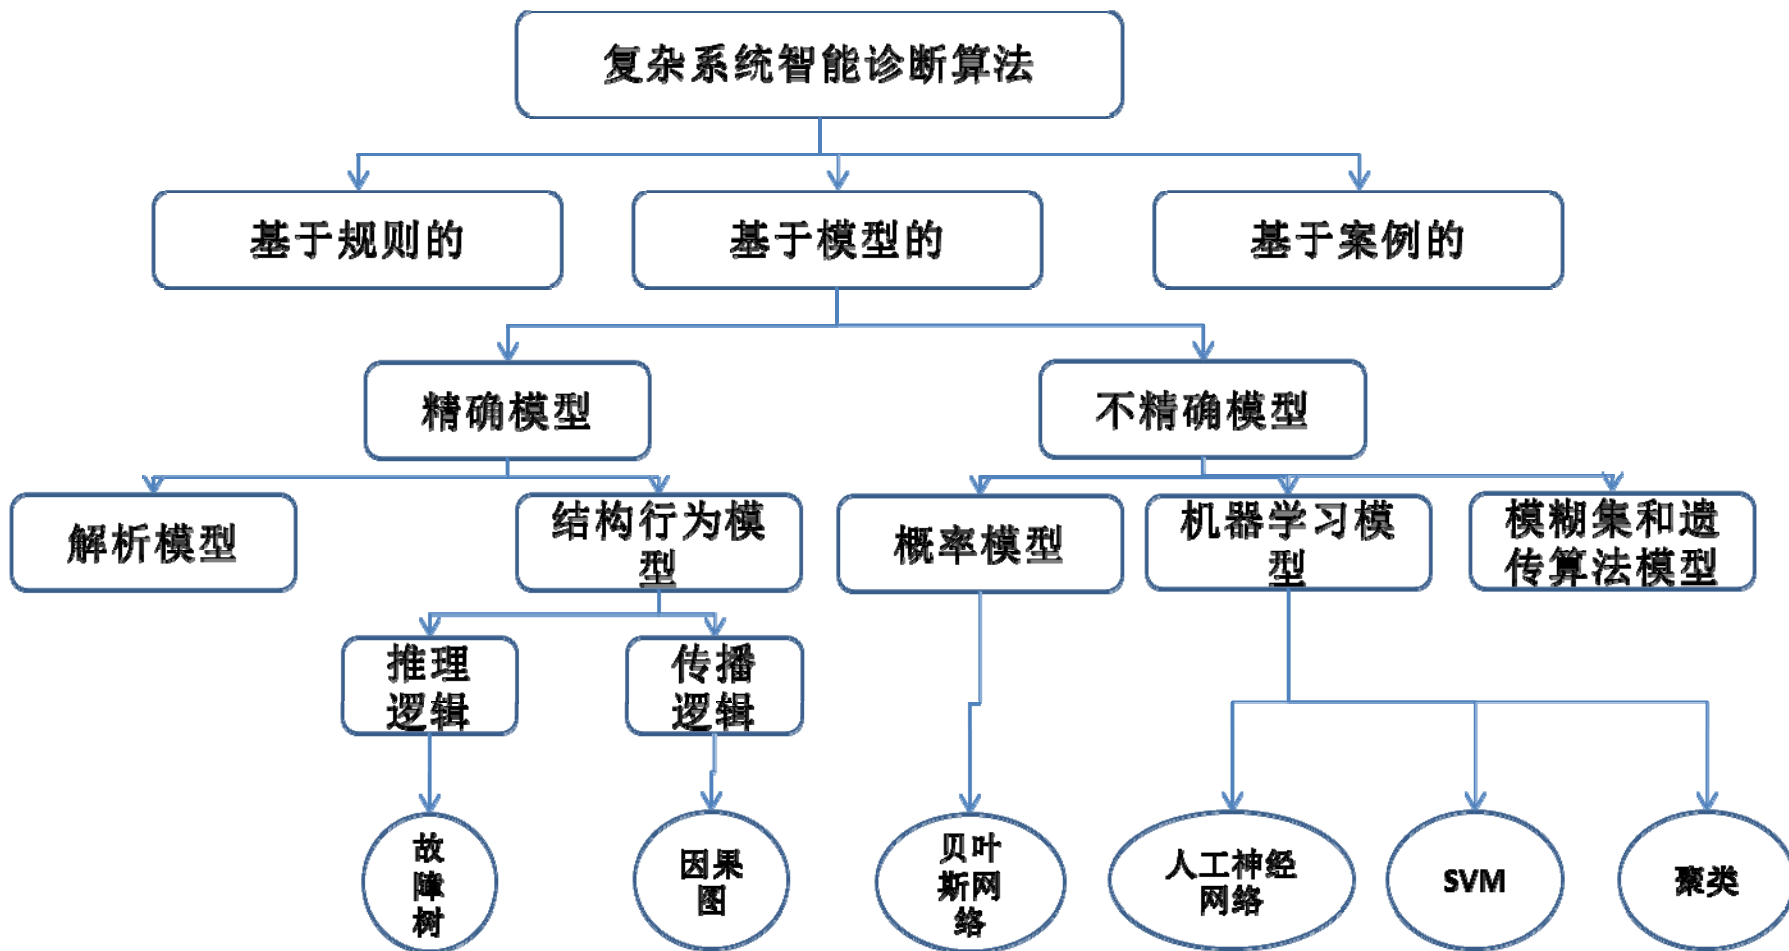 复杂系统智能诊断算法
基于规则的
基于模型的
基于案例的
精确模型
不精确模型
解析模型
结构行为模
型
概率模型
机器学习模
型
模糊集和遗
传算法模型
推理
逻辑
传播
逻辑
故
障
树
因果
图
贝叶
斯网
络
人工神经
网络
SVM
聚类